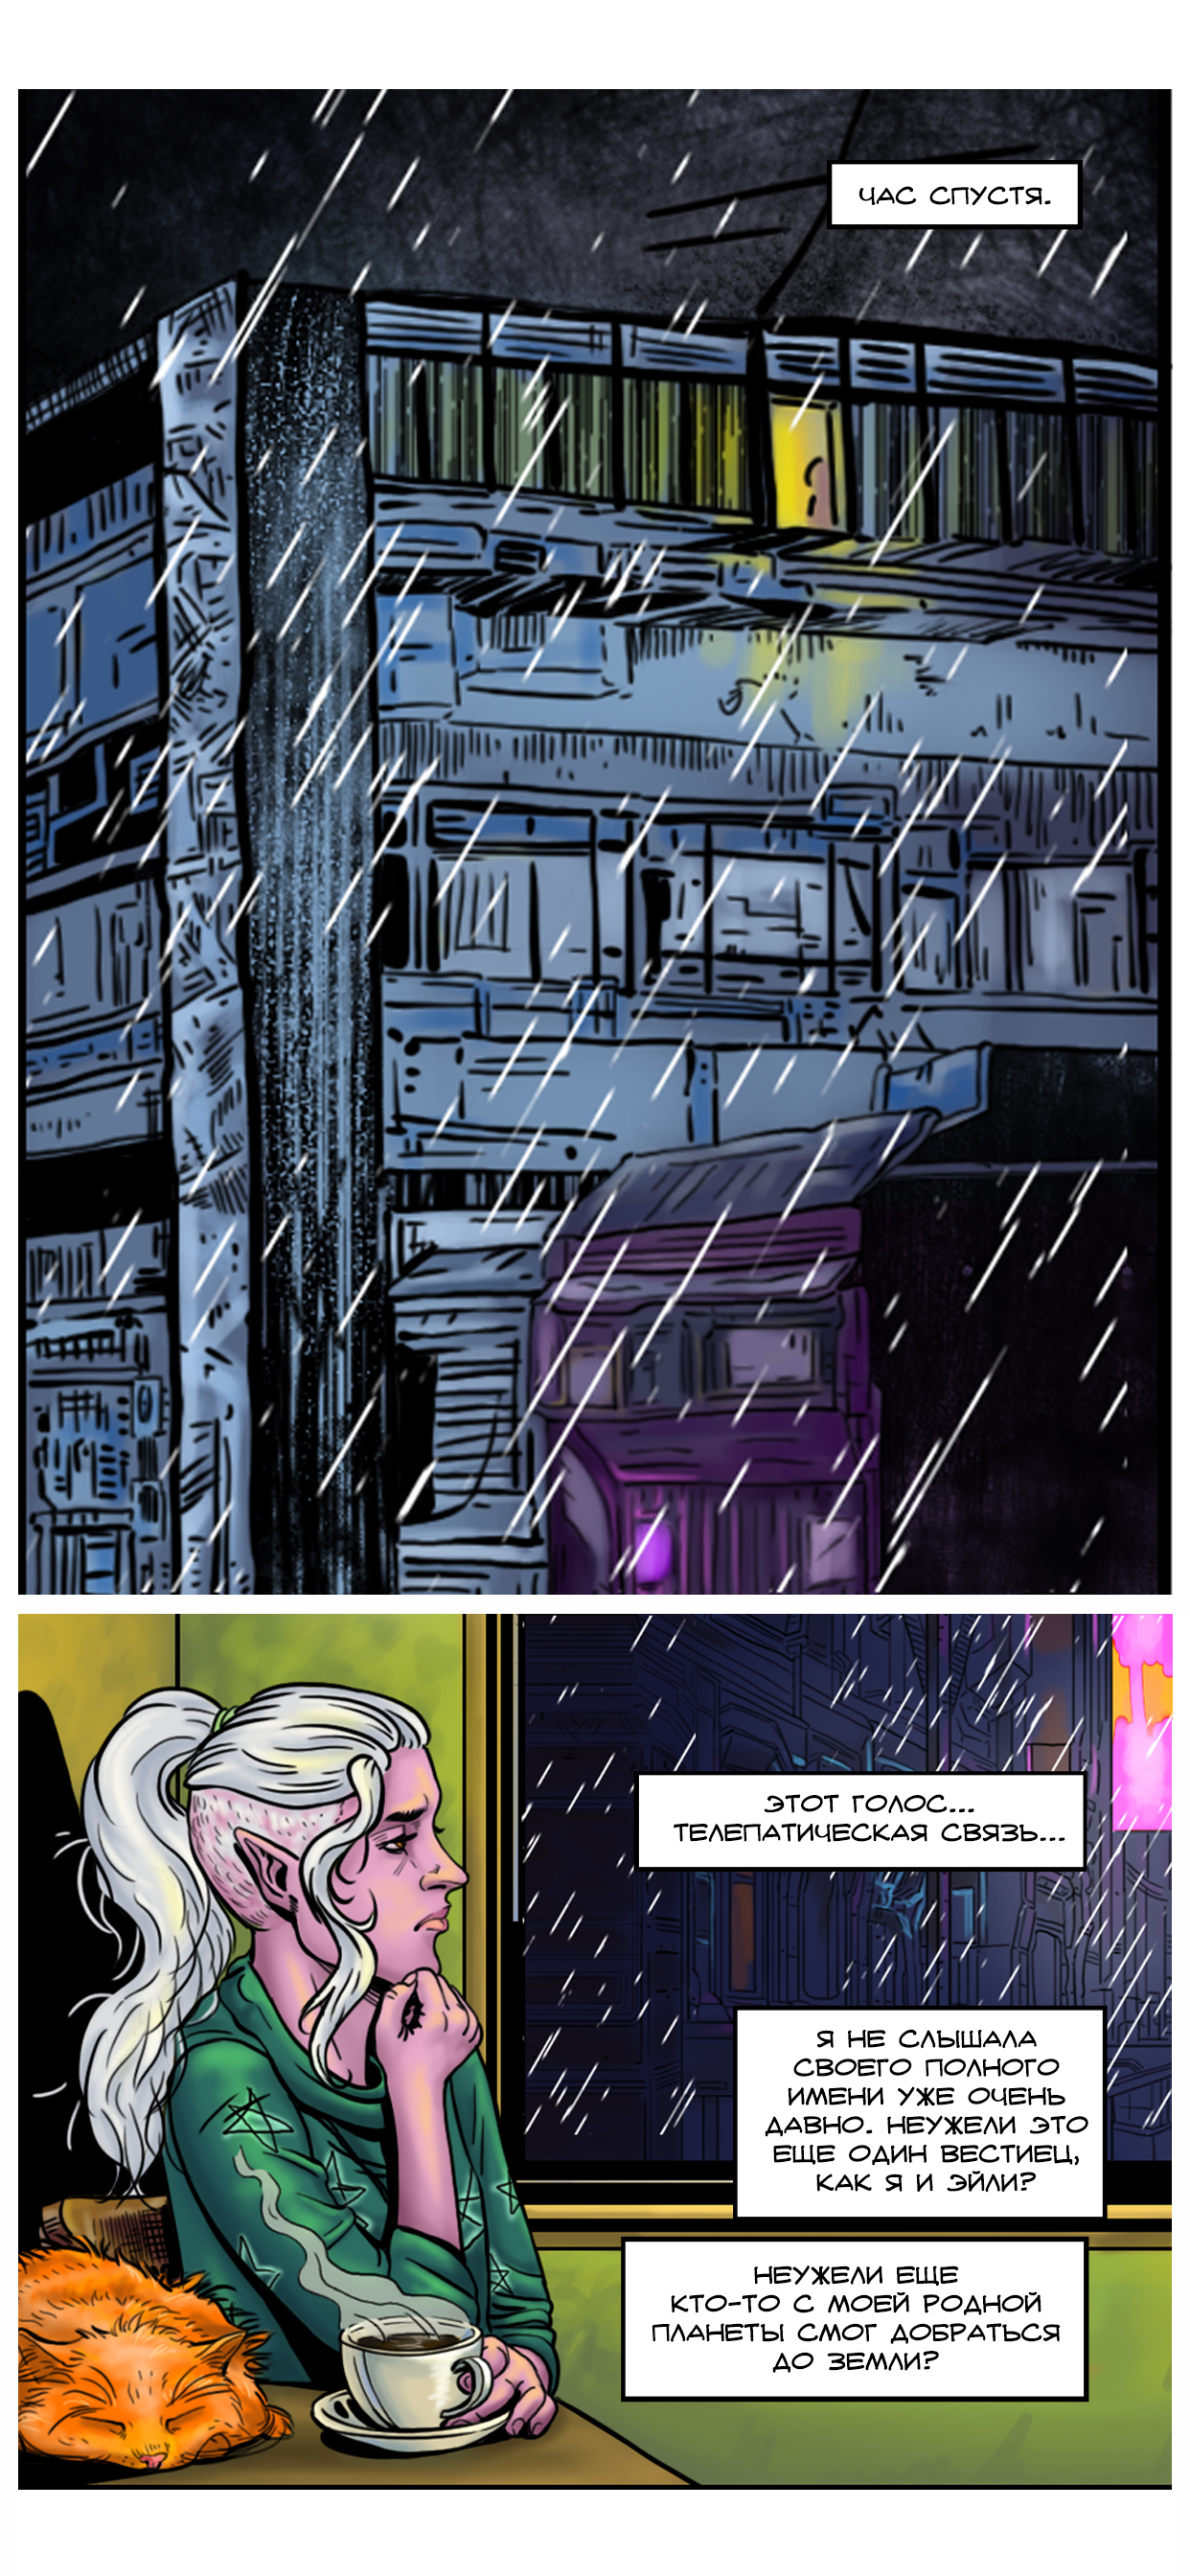 ЧАС СПУСТЯ.
ЭТОТ ГОЛОС...
ТЕЛЕПАТИЧЕСКАЯ СВЯЗЬ...
Я НЕ СЛЫШАЛА
СВОЕГО ПОЛНОГО
ИМЕНИ УЖЕ ОЧЕНЬ
ДАВНО. НЕУЖЕЛИ ЭТО
ЕЩЕ ОДИН ВЕСТИЕЦ,
КАК Я И ЭЙЛИ?
НЕУЖЕЛИ ЕЩЕ
КТО-ТО С МОЕЙ РОДНОЙ
ПЛАНЕТЫ СМОГ ДОБРАТЬСЯ
ДО ЗЕМЛИ?